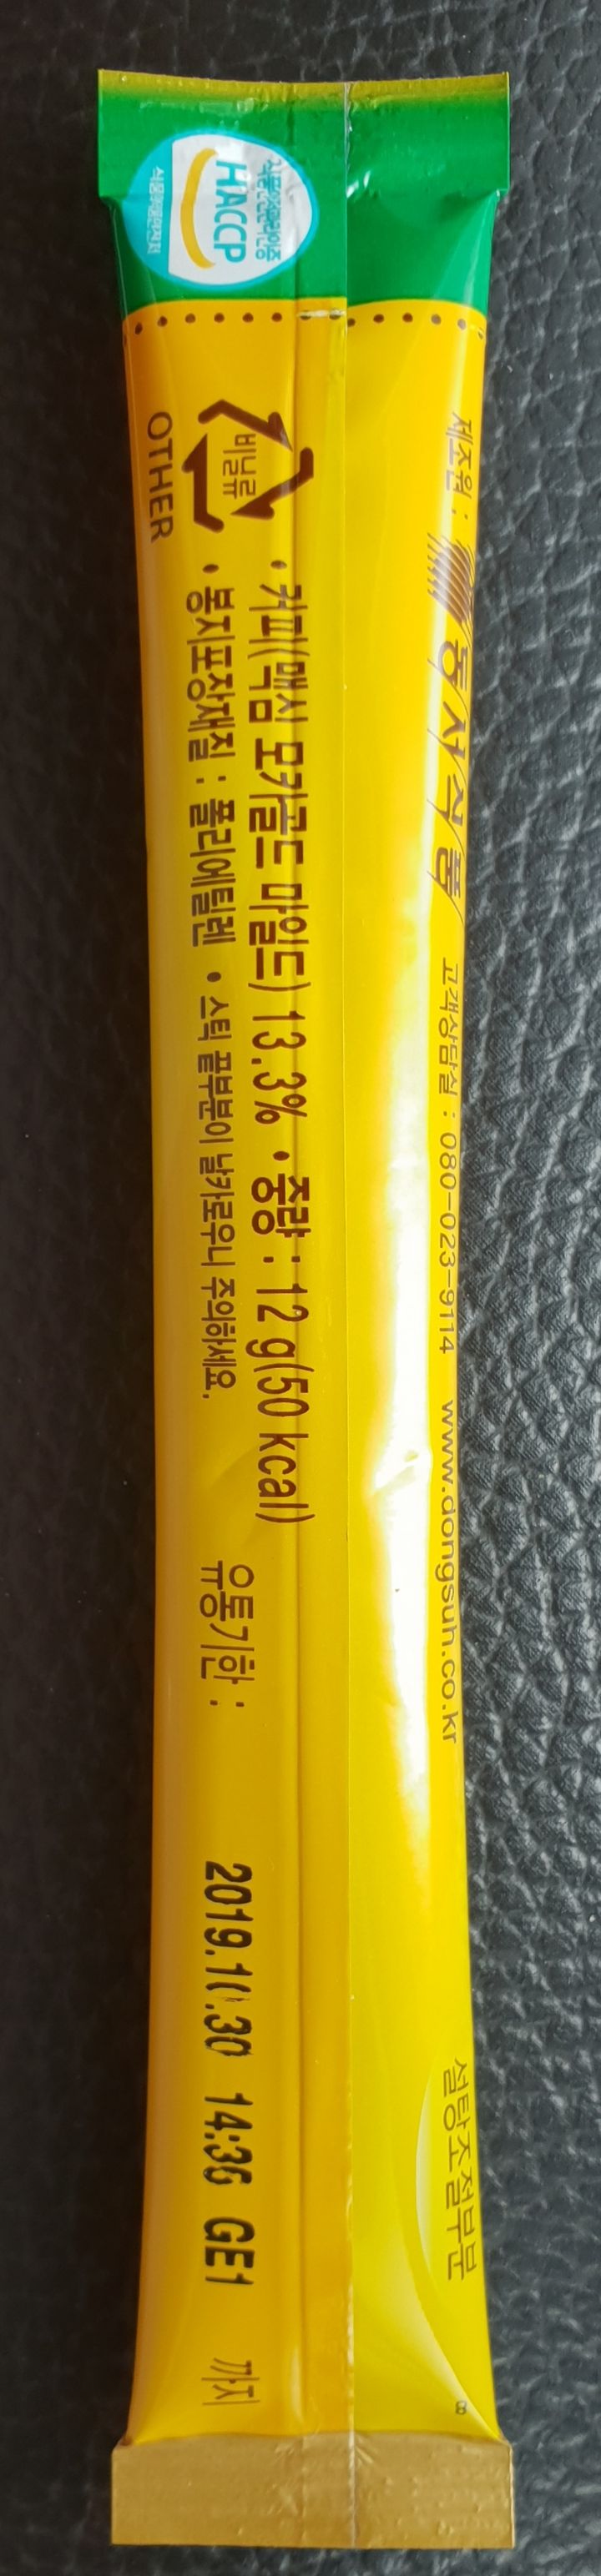 식품안전관리인증
HACCP
식품의약품안전처
비닐류
OTHER
제조원 : 동서식품 고객상담실 : 080-023-9114 www.dongsuh.co.kr
• 커피(맥심 모카골드 마일드) 13.3% • 중량 : 12 g(50 kcal)
• 봉지포장재질 : 폴리에틸렌 • 스틱 끝부분이 날카로우니 주의하세요.
유통기한 : 2019.10.30 14:36 GE1 까지
설탕조절부분
8